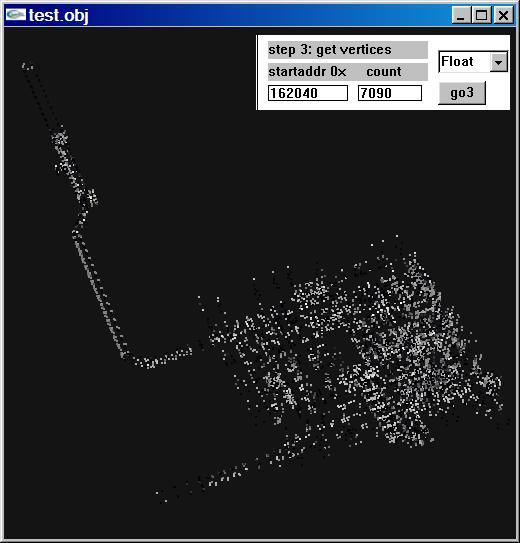 test.obj
step 3: get vertices
startaddr 0x count
Float
162040 7090 go3